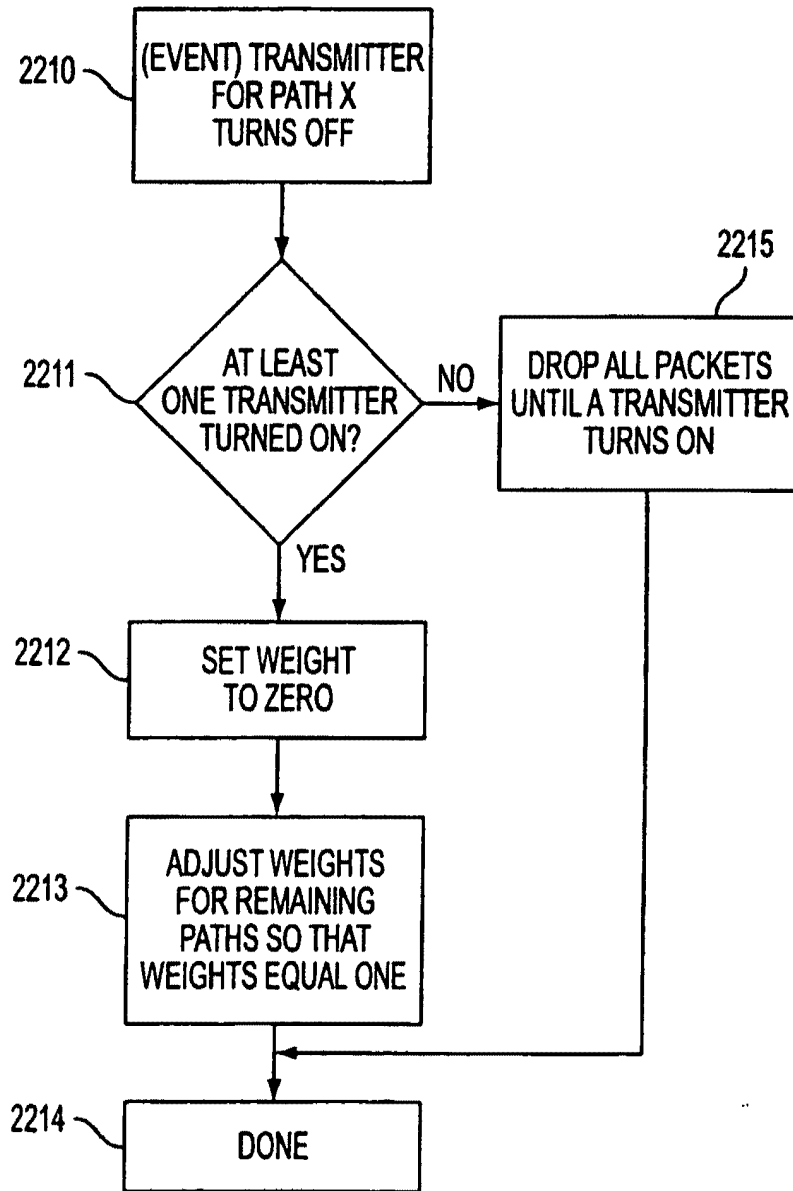 2210
(EVENT) TRANSMITTER
FOR PATH X
TURNS OFF
2211
AT LEAST
ONE TRANSMITTER
TURNED ON?
NO
2215
DROP ALL PACKETS
UNTIL A TRANSMITTER
TURNS ON
YES
2212
SET WEIGHT
TO ZERO
2213
ADJUST WEIGHTS
FOR REMAINING
PATHS SO THAT
WEIGHTS EQUAL ONE
2214
DONE